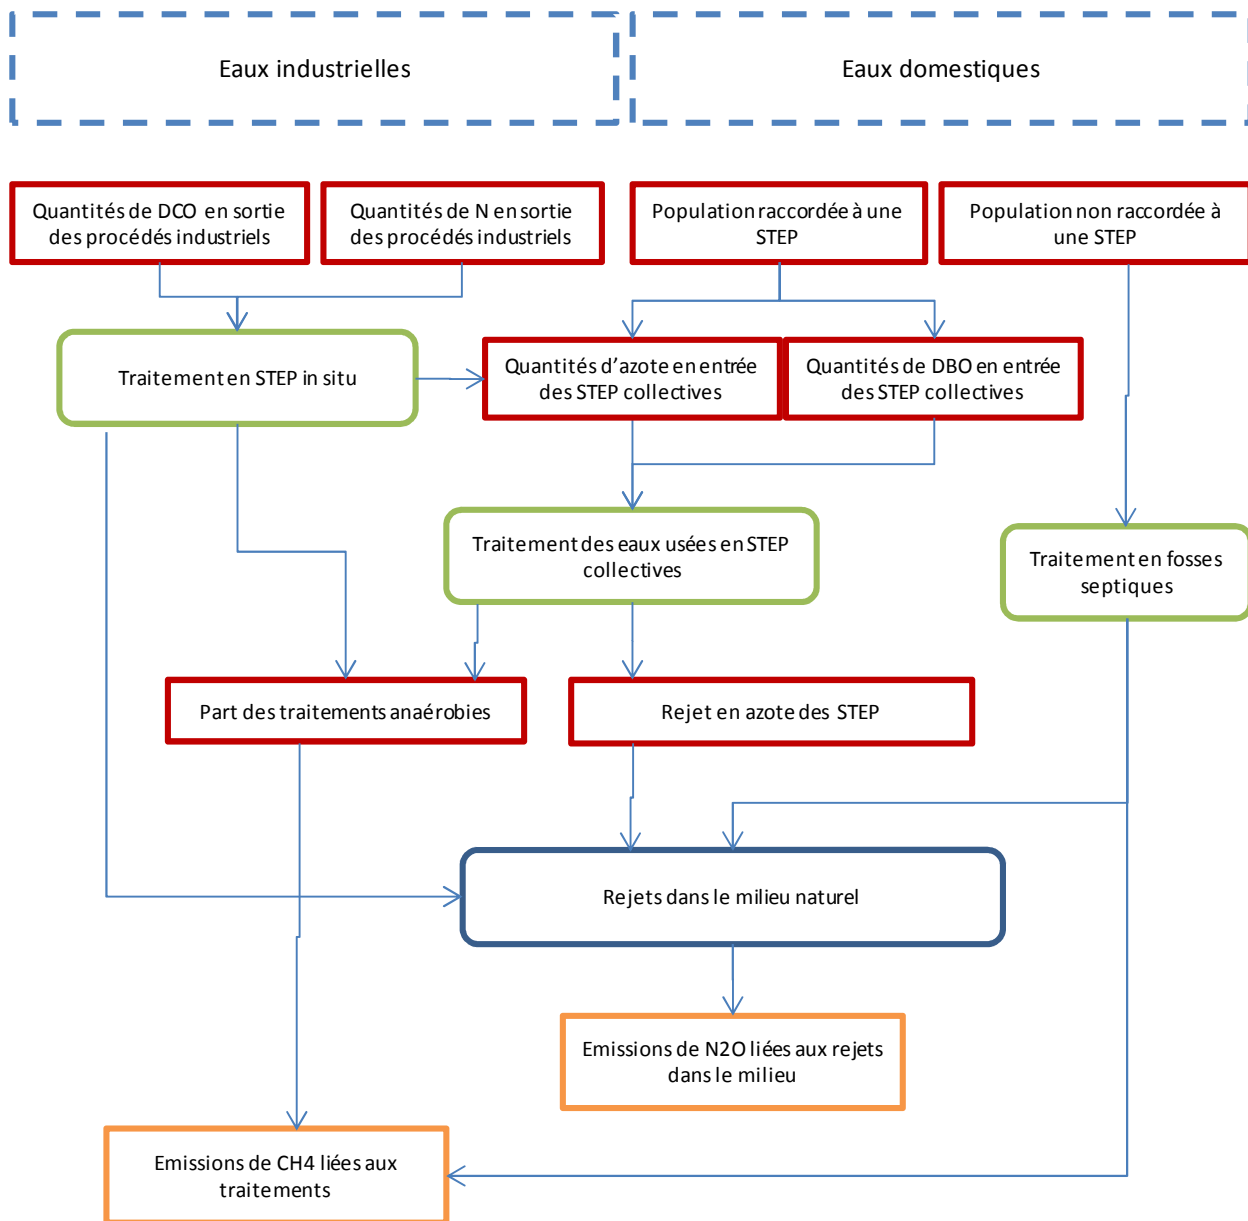 Eaux industrielles
Eaux domestiques
Quantités de DCO en sortie
des procédés industriels
Quantités de N en sortie
des procédés industriels
Population raccordée à une
STEP
Population non raccordée à
une STEP
Traitement en STEP in situ
Quantités d'azote en entrée
des STEP collectives
Quantités de DBO en entrée
des STEP collectives
Traitement des eaux usées en STEP
collectives
Traitement en fosses
septiques
Part des traitements anaérobies
Rejet en azote des STEP
Rejets dans le milieu naturel
Emissions de N2O liées aux rejets
dans le milieu
Emissions de CH4 liées aux
traitements